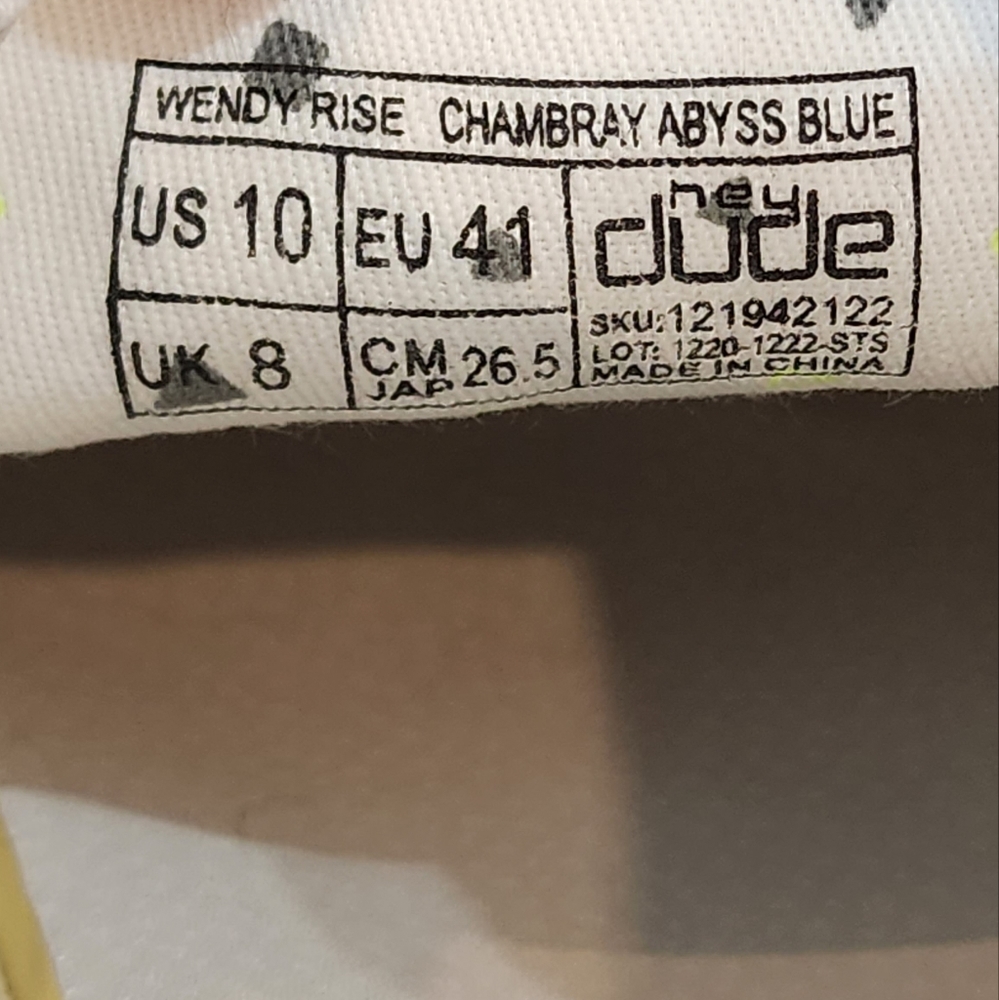 WENDY RISE CHAMBRAY ABYSS BLUE
US 10
EU 41
hey
dude
UK 8
CM
JAP 26.5
SKU:121942122
LOT: 1220-1222-STS
MADE IN CHINA